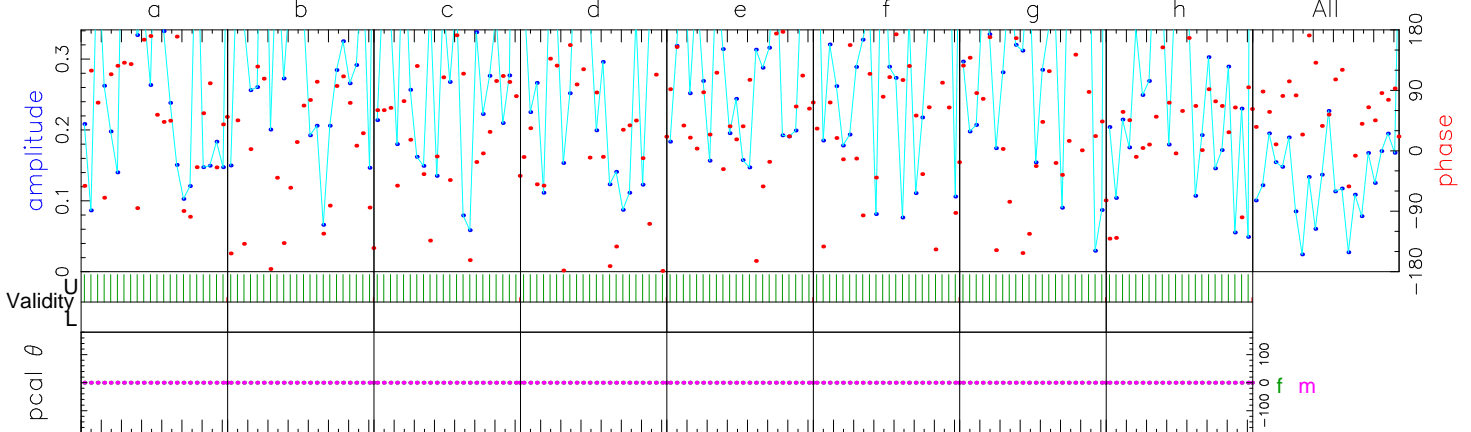 a b c d e f g h All
amplitude
0 0.1 0.2 0.3
−180 −90 0 90 180
phase
U
Validity
L
pcal θ
−100 0 100
f m